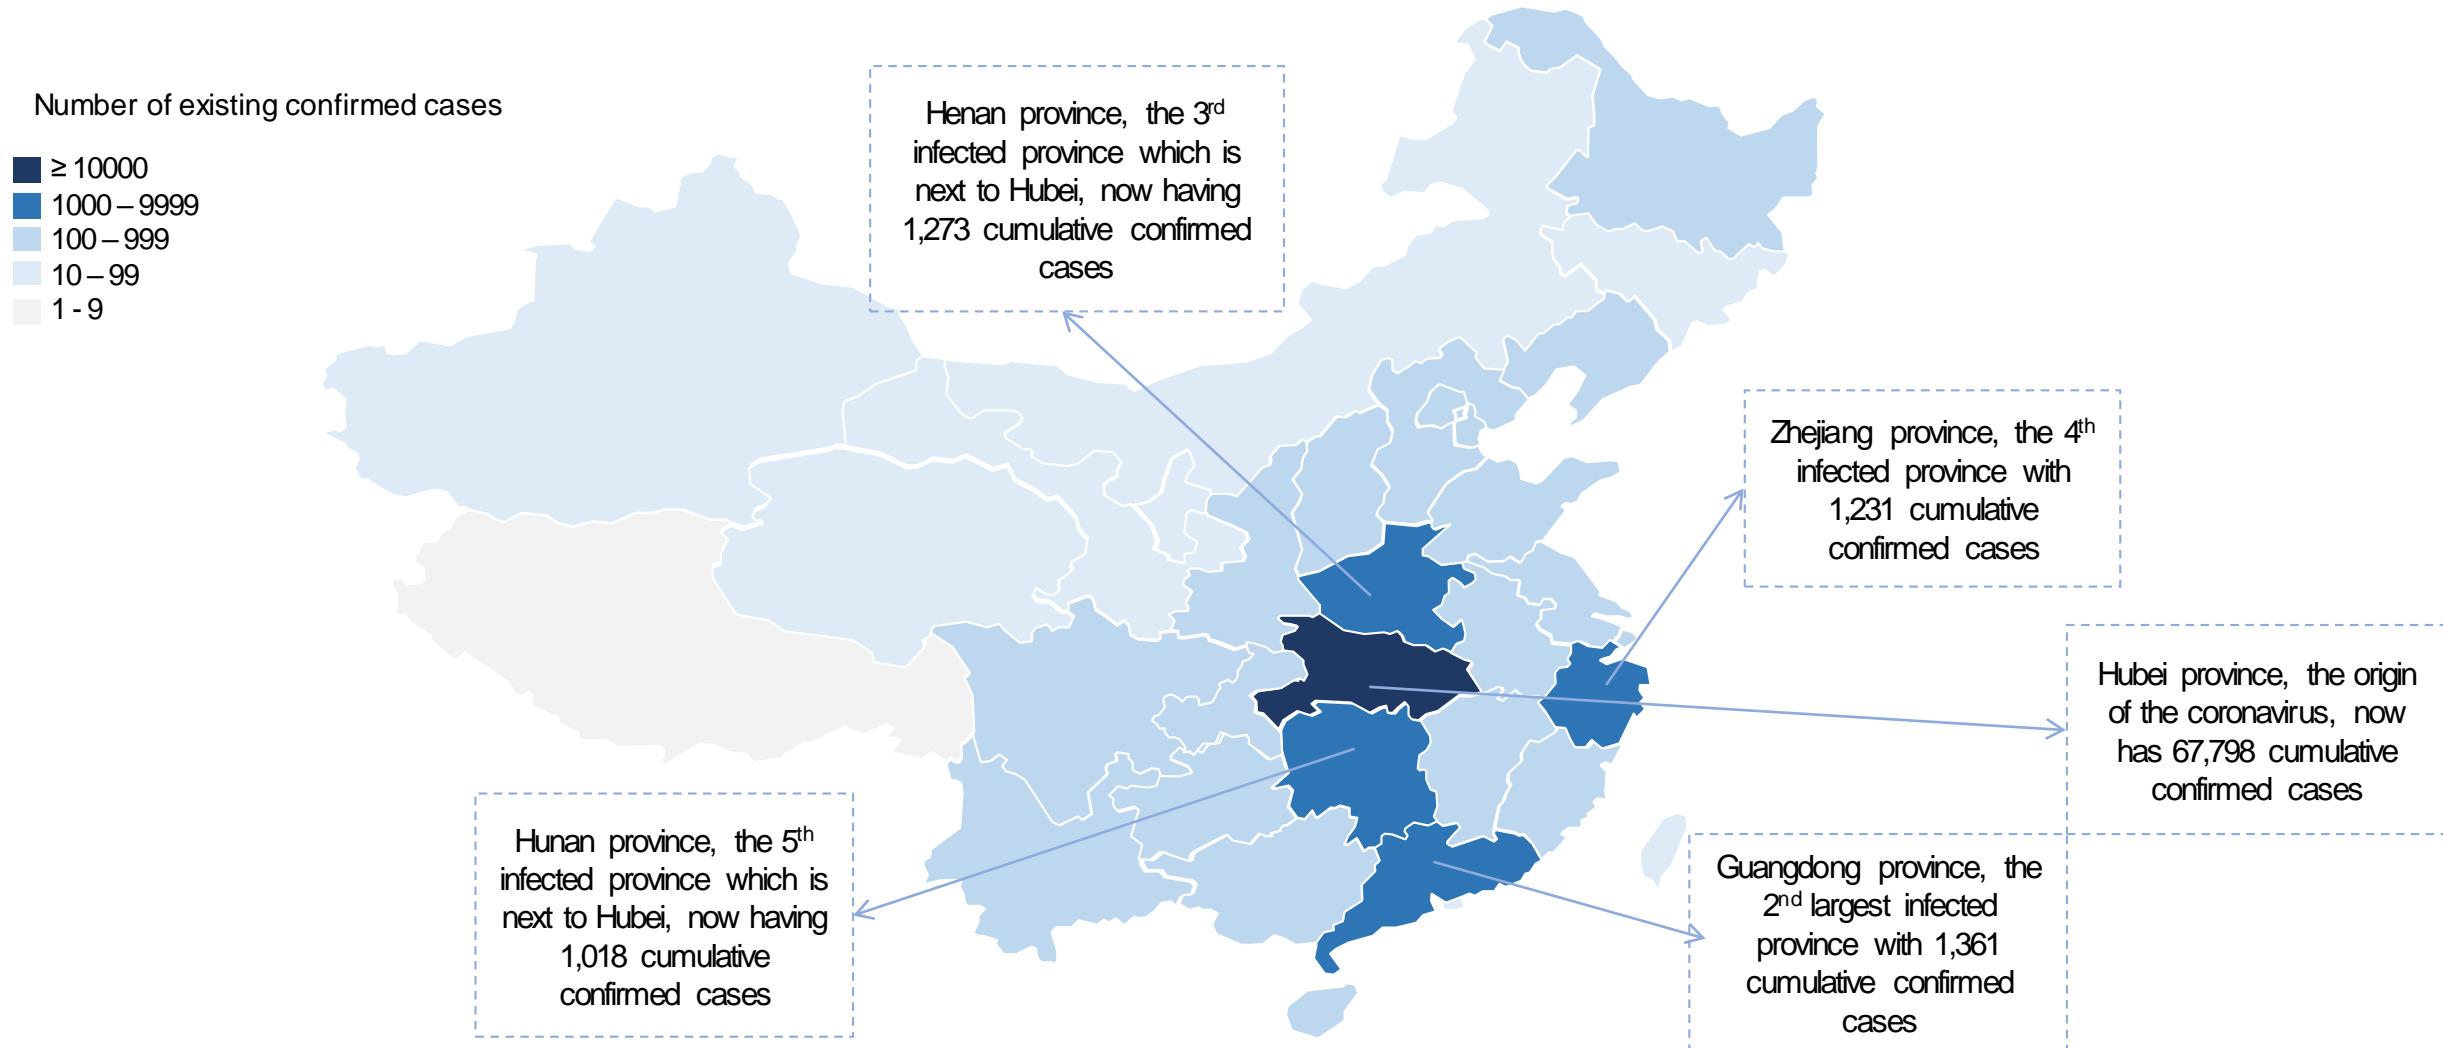 Number of existing confirmed cases
≥ 10000
1000 – 9999
100 – 999
10 – 99
1 - 9
Henan province, the 3rd
infected province which is
next to Hubei, now having
1,273 cumulative confirmed
cases
Zhejiang province, the 4th
infected province with
1,231 cumulative
confirmed cases
Hubei province, the origin
of the coronavirus, now
has 67,798 cumulative
confirmed cases
Hunan province, the 5th
infected province which is
next to Hubei, now having
1,018 cumulative
confirmed cases
Guangdong province, the
2nd largest infected
province with 1,361
cumulative confirmed
cases